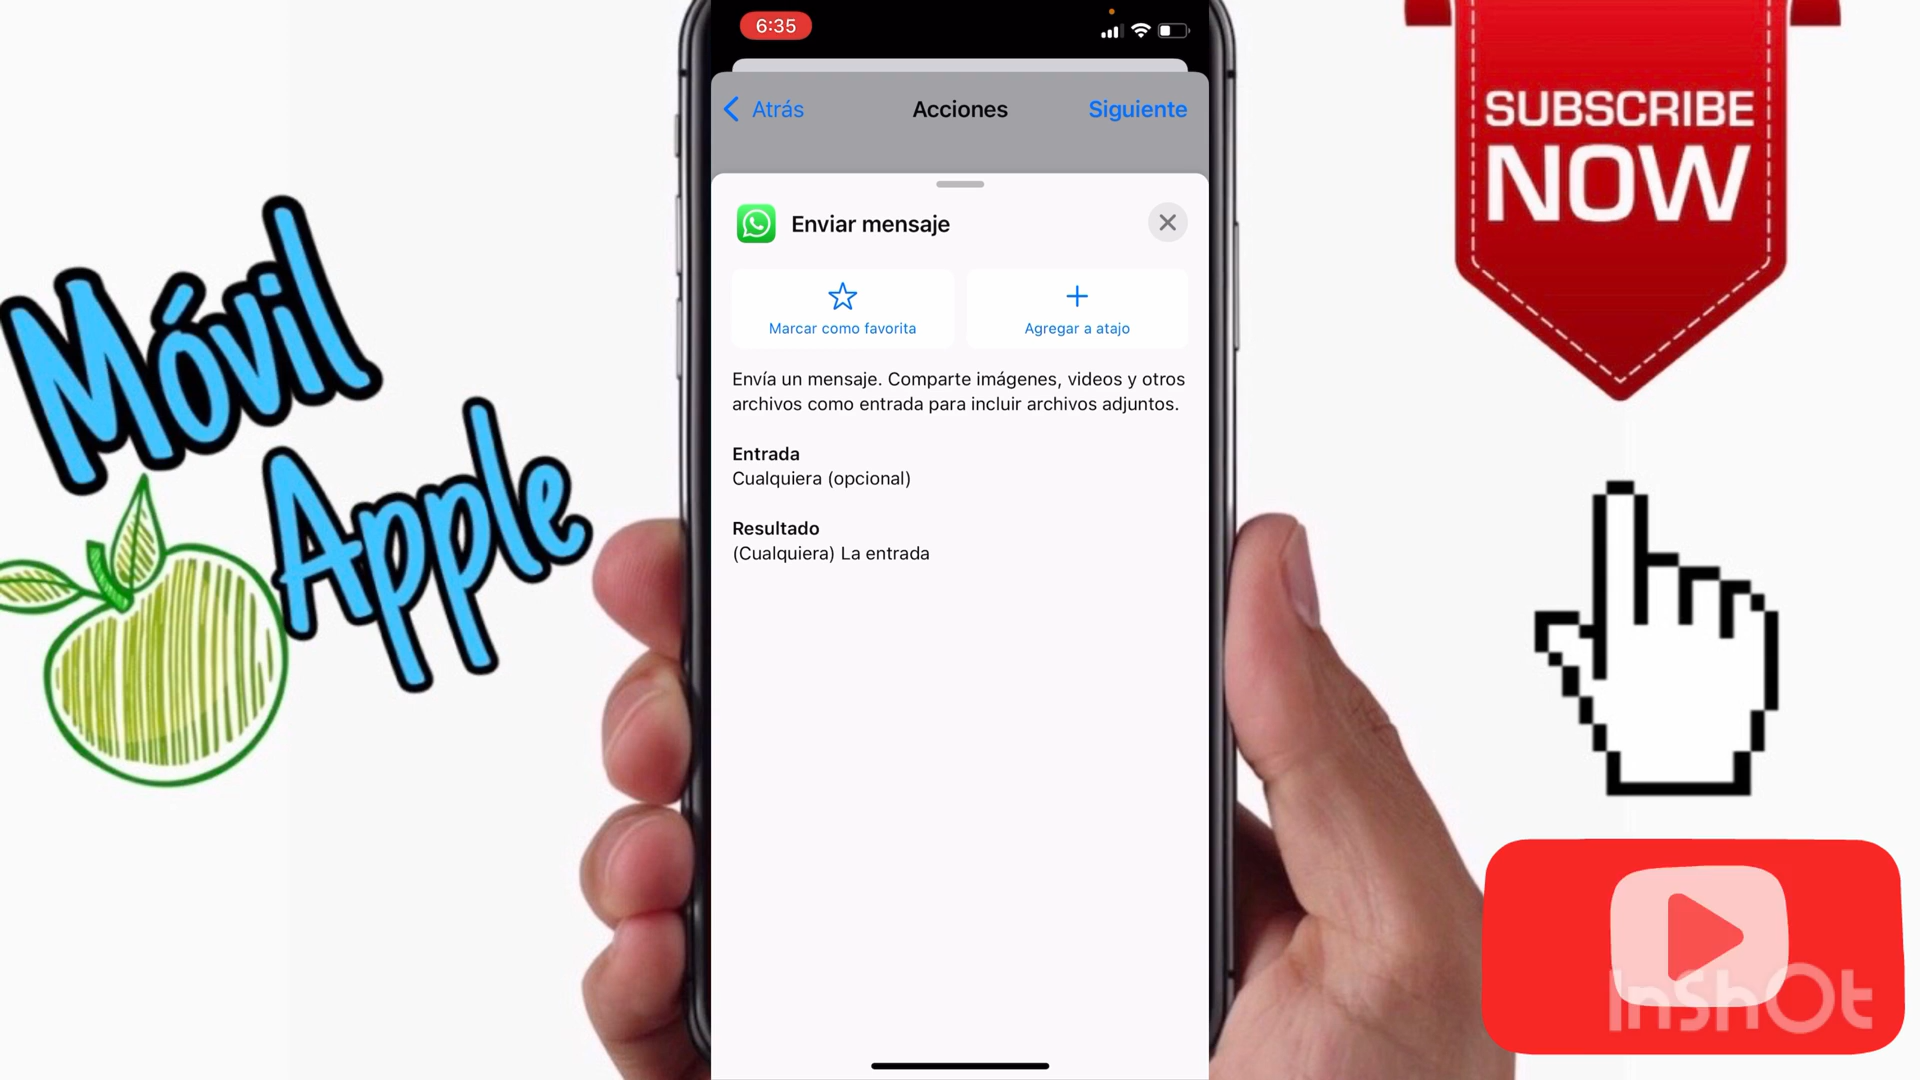 6:35
Atrás
Acciones
Siguiente
Enviar mensaje
Marcar como favorita
Agregar a atajo
Envía un mensaje. Comparte imágenes, videos y otros
archivos como entrada para incluir archivos adjuntos.
Entrada
Cualquiera (opcional)
Resultado
(Cualquiera) La entrada
Móvil
Apple
SUBSCRIBE
NOW
InShOt